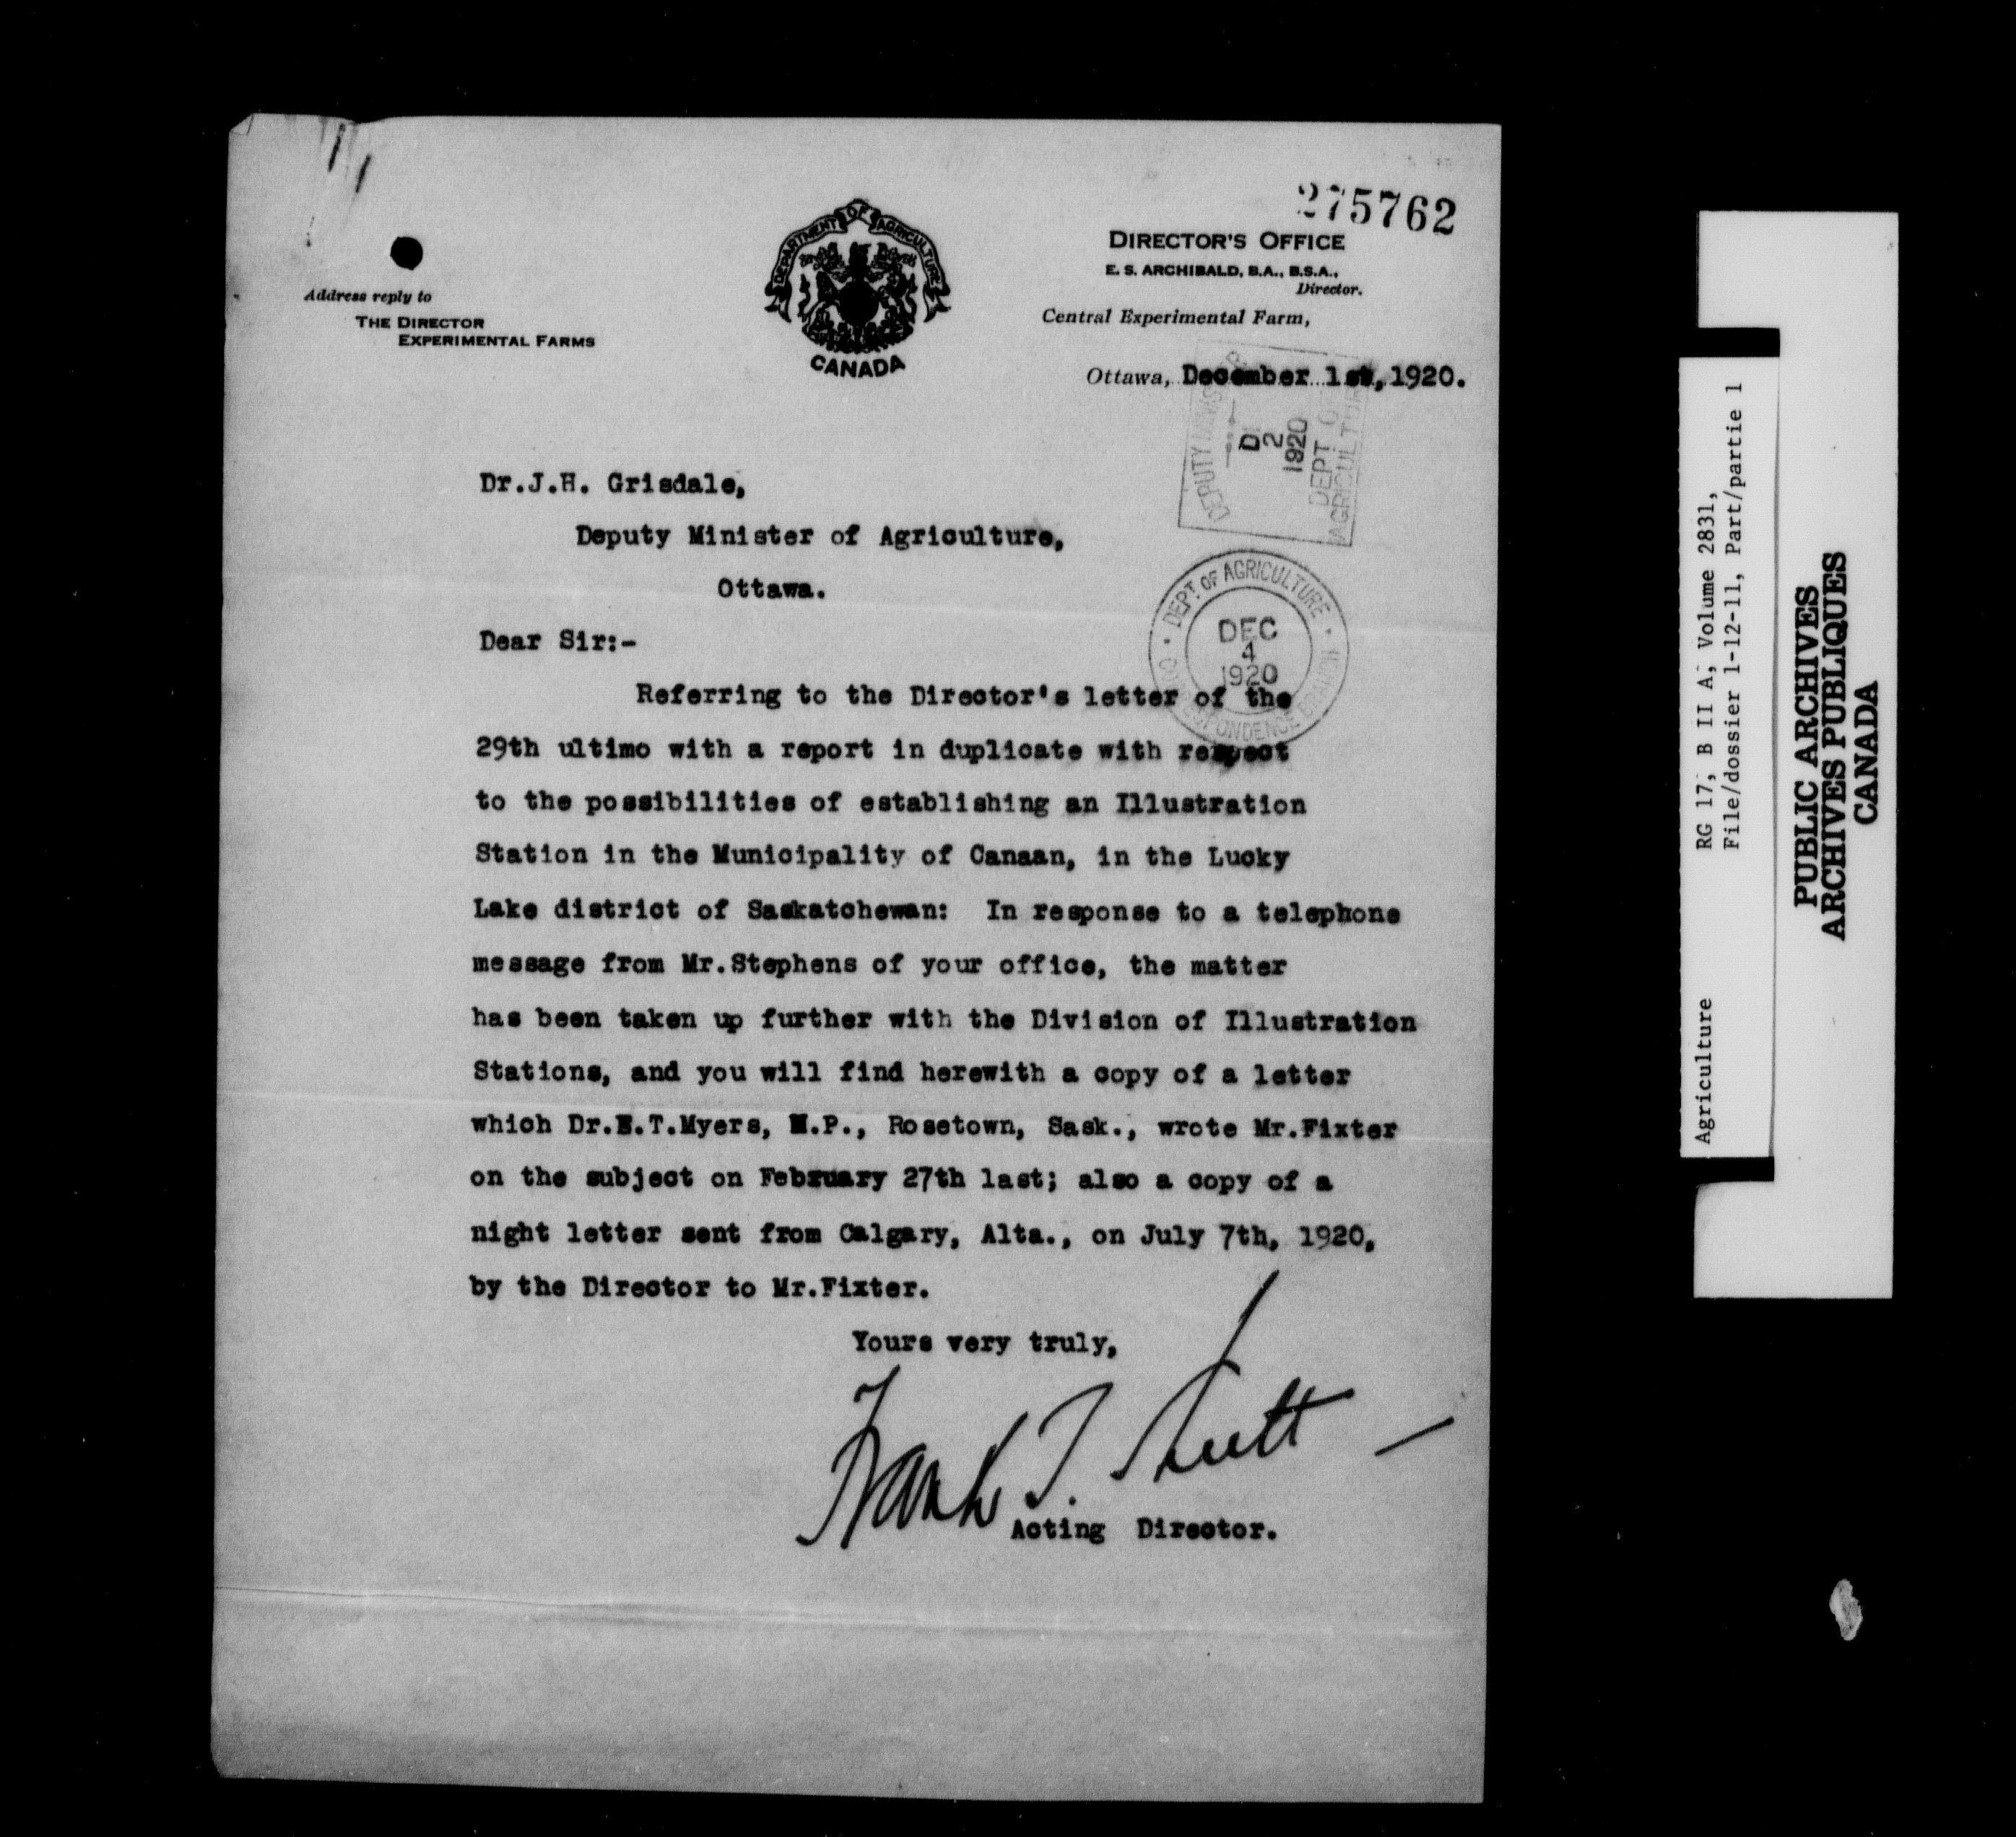 275762
DIRECTOR'S OFFICE
E. S. ARCHIBALD, B.A., B.S.A.,
Director.
Central Experimental Farm,
Address reply to
THE DIRECTOR
EXPERIMENTAL FARMS
DEPARTMENT OF AGRICULTURE
CANADA
Ottawa, December 1st, 1920.
2
1920
DEPT
AGRICULTURE
Dr.J.H. Grisdale,
Deputy Minister of Agriculture,
Ottawa.
DEPT. OF AGRICULTURE
DEC
4
1920
Dear Sir:-
Referring to the Director's letter of the
29th ultimo with a report in duplicate with respect
to the possibilities of establishing an Illustration
Station in the Municipality of Canaan, in the Lucky
Lake district of Saskatchewan: In response to a telephone
message from Mr.Stephens of your office, the matter
has been taken up further with the Division of Illustration
Stations, and you will find herewith a copy of a letter
which Dr.E.T.Myers, M.P., Rosetown, Sask., wrote Mr.Fixter
on the subject on February 27th last; also a copy of a
night letter sent from Calgary, Alta., on July 7th, 1920,
by the Director to Mr.Fixter.
Yours very truly,
Frank T. Shutt
Acting Director.
Agriculture RG 17, B II A, Volume 2831,
File/dossier 1-12-11, Part/partie 1
PUBLIC ARCHIVES
ARCHIVES PUBLIQUES
CANADA